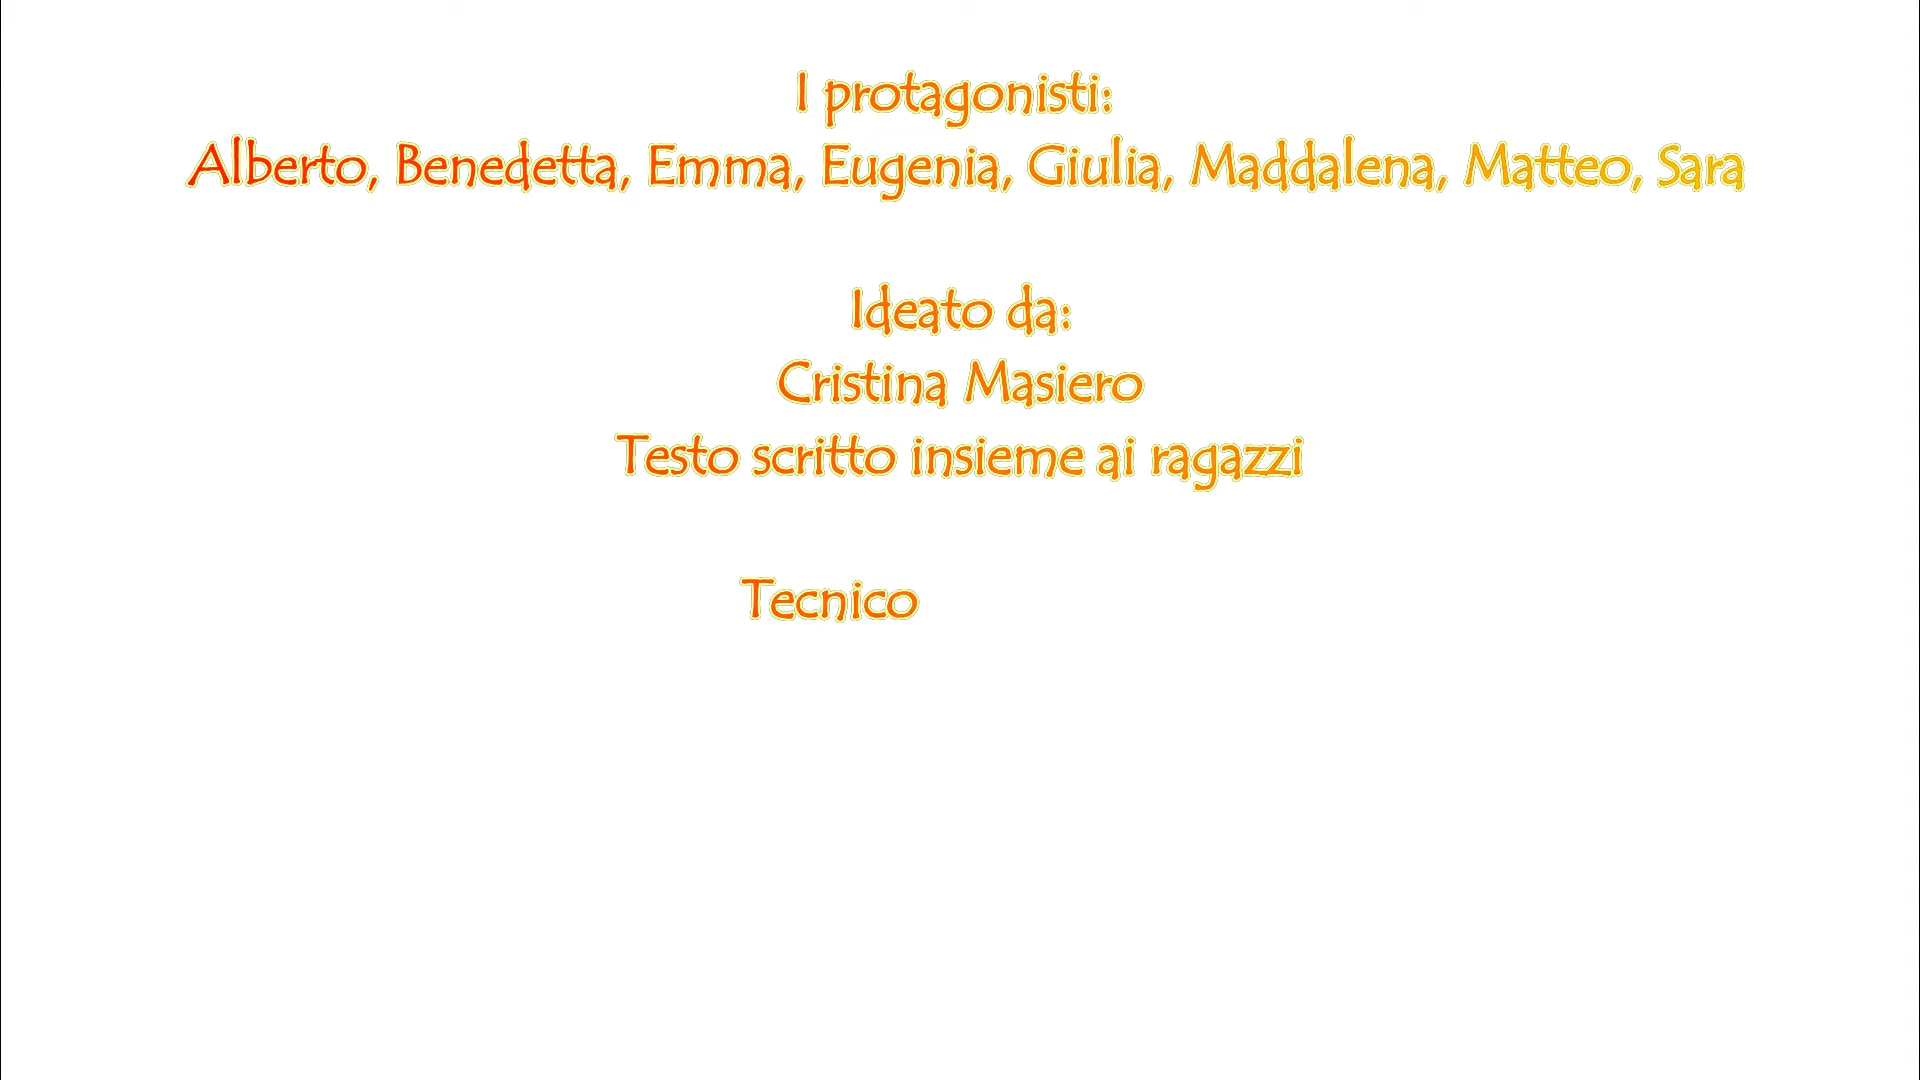 I protagonisti:
Alberto, Benedetta, Emma, Eugenia, Giulia, Maddalena, Matteo, Sara
Ideato da:
Cristina Masiero
Testo scritto insieme ai ragazzi
Tecnico